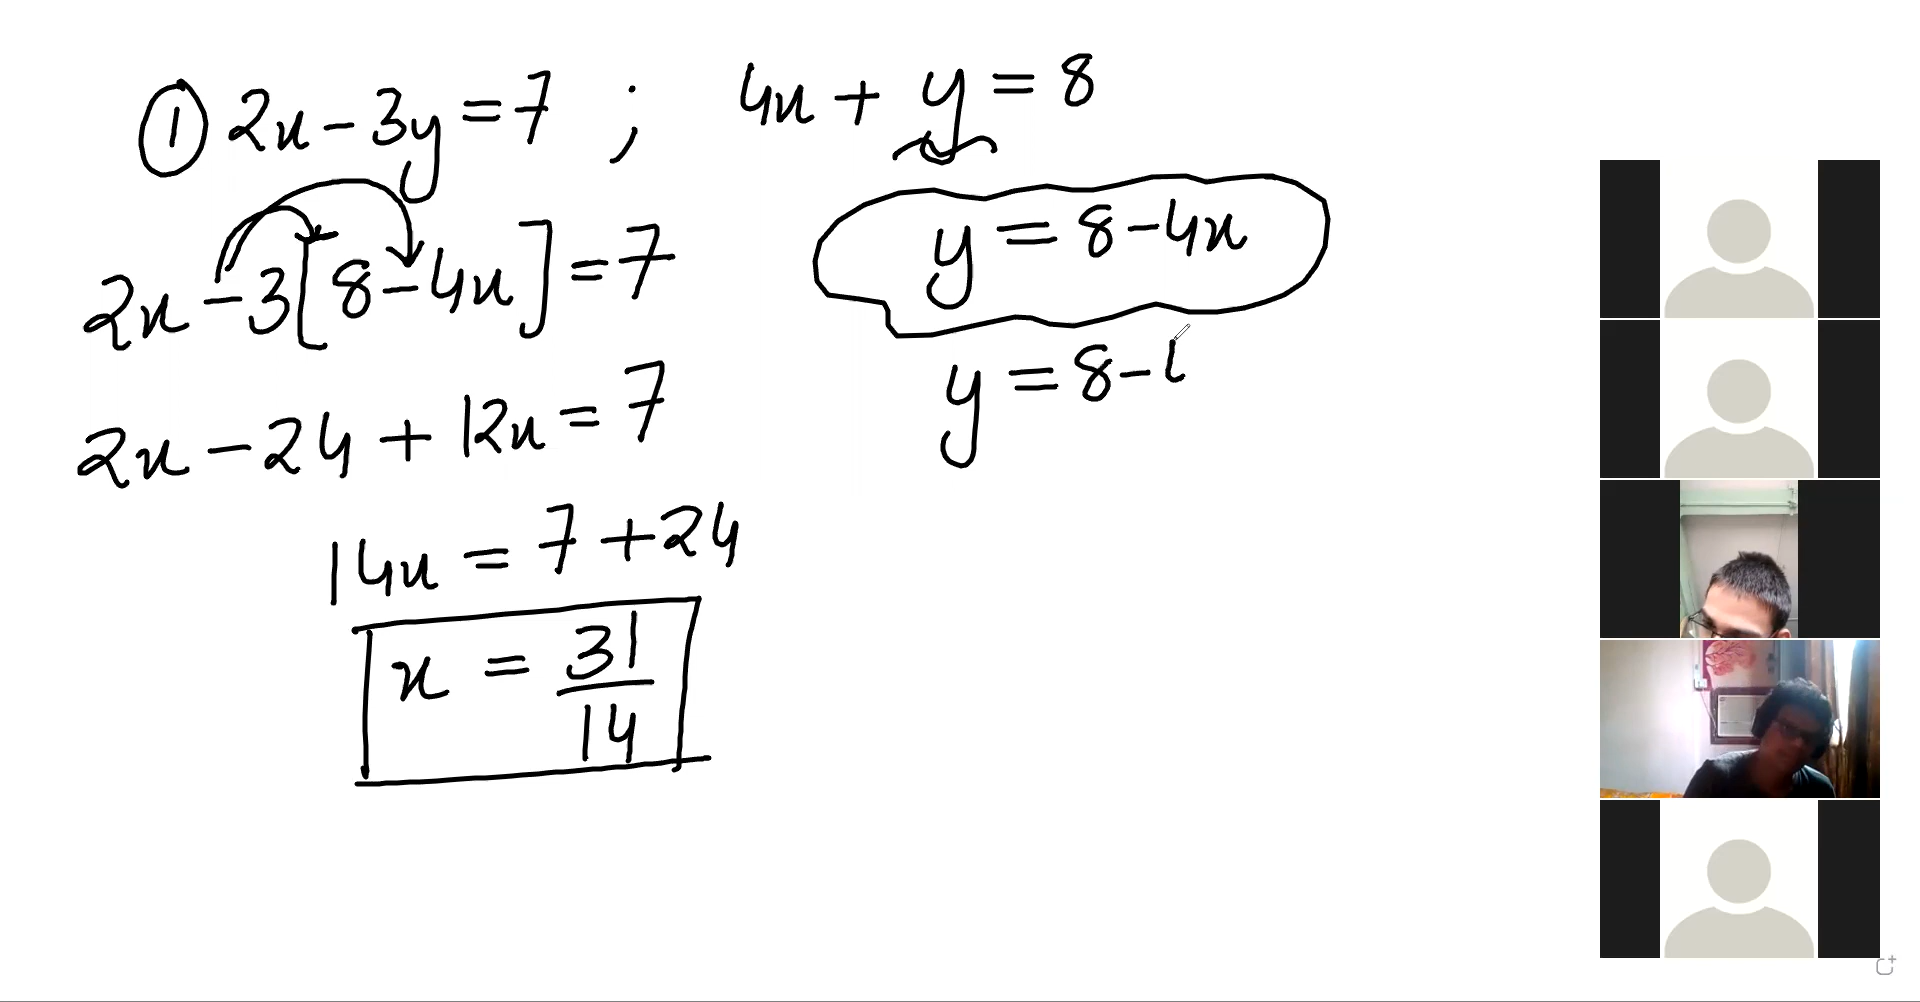 ① 2x - 3y = 7 ; 4x + y = 8
2x - 3[8 - 4x] = 7
y = 8 - 4x
2x - 24 + 12x = 7
y = 8 -
14x = 7 + 24
x = 31/14